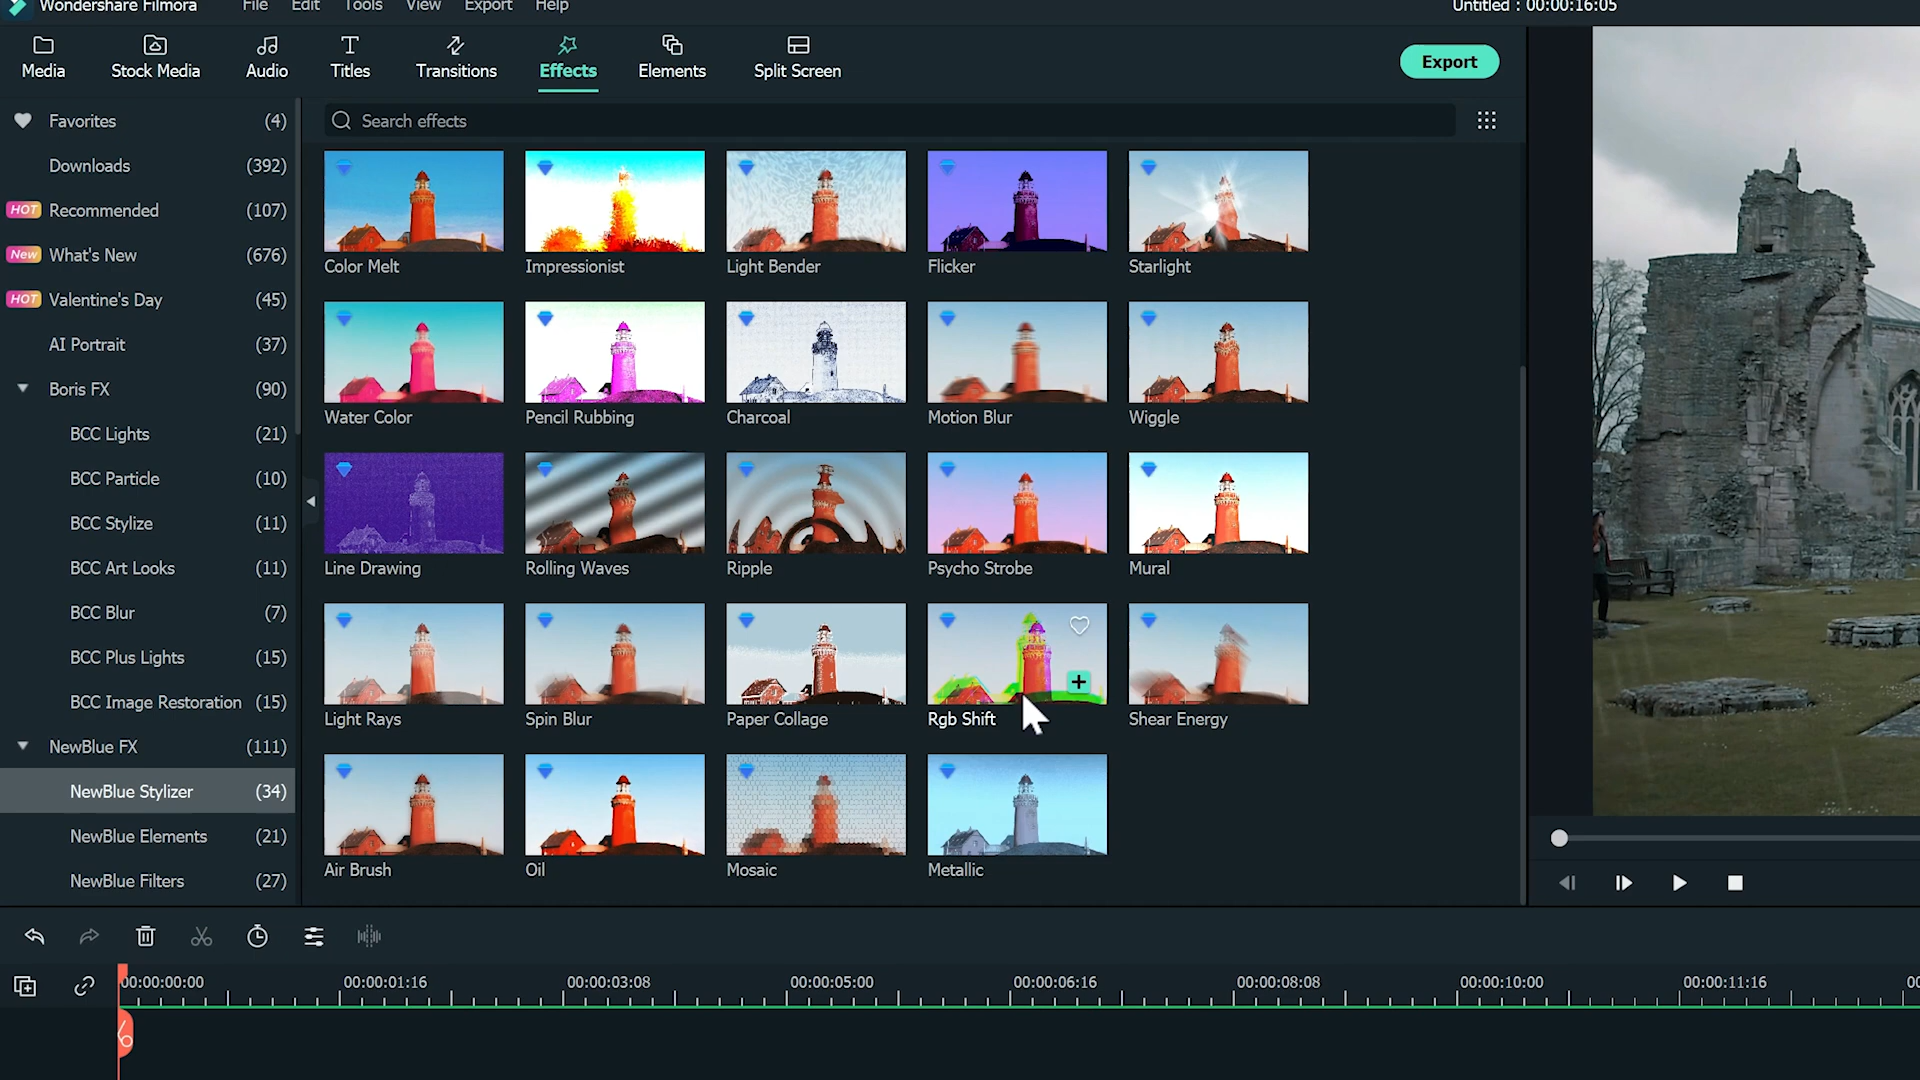 Wondershare Filmora
File Edit Tools View Export Help
Untitled : 00:00:16:05
Media
Stock Media
Audio
Titles
Transitions
Effects
Elements
Split Screen
Export
Search effects
Favorites (4)
Downloads (392)
HOT Recommended (107)
New What's New (676)
HOT Valentine's Day (45)
AI Portrait (37)
Boris FX (90)
BCC Lights (21)
BCC Particle (10)
BCC Stylize (11)
BCC Art Looks (11)
BCC Blur (7)
BCC Plus Lights (15)
BCC Image Restoration (15)
NewBlue FX (111)
NewBlue Stylizer (34)
NewBlue Elements (21)
NewBlue Filters (27)
Color Melt
Impressionist
Light Bender
Flicker
Starlight
Water Color
Pencil Rubbing
Charcoal
Motion Blur
Wiggle
Line Drawing
Rolling Waves
Ripple
Psycho Strobe
Mural
Light Rays
Spin Blur
Paper Collage
Rgb Shift
Shear Energy
Air Brush
Oil
Mosaic
Metallic
00:00:00:00
00:00:01:16
00:00:03:08
00:00:05:00
00:00:06:16
00:00:08:08
00:00:10:00
00:00:11:16